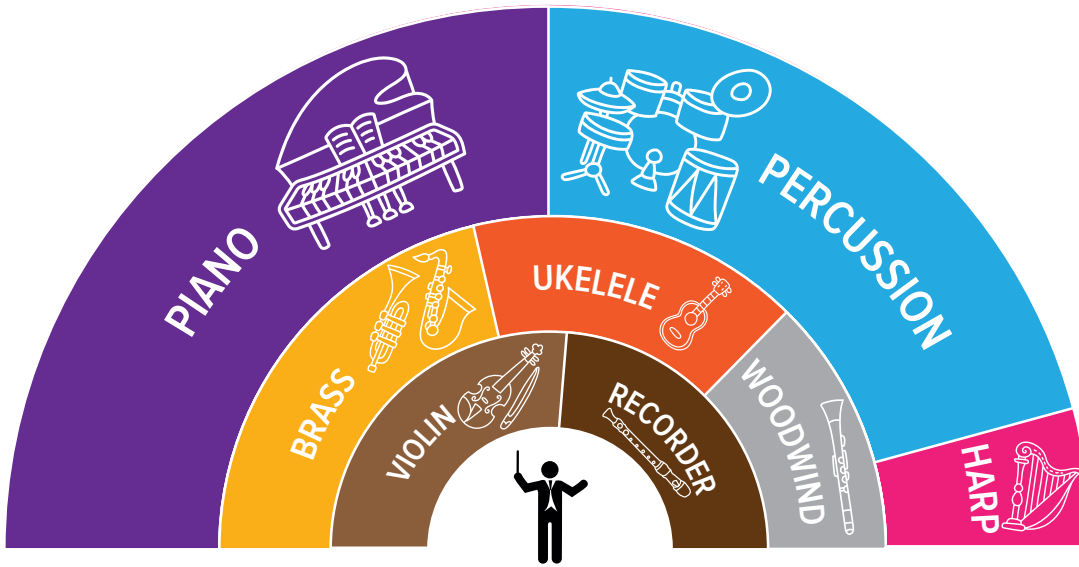 PIANO
PERCUSSION
HARP
BRASS
UKELELE
WOODWIND
VIOLIN
RECORDER